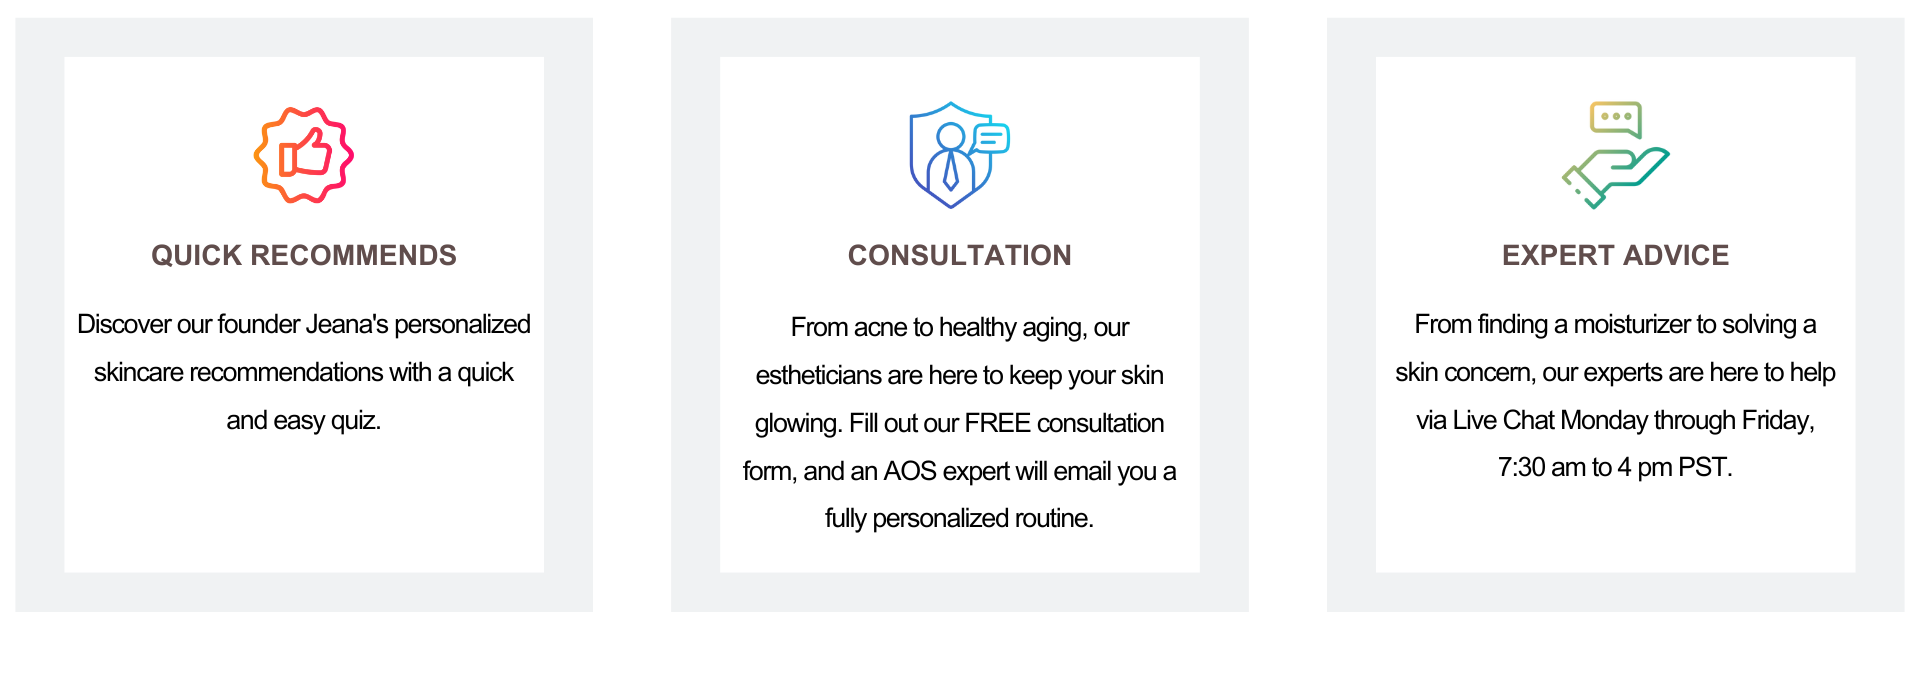 QUICK RECOMMENDS
Discover our founder Jeana's personalized
skincare recommendations with a quick
and easy quiz.
CONSULTATION
From acne to healthy aging, our
estheticians are here to keep your skin
glowing. Fill out our FREE consultation
form, and an AOS expert will email you a
fully personalized routine.
EXPERT ADVICE
From finding a moisturizer to solving a
skin concern, our experts are here to help
via Live Chat Monday through Friday,
7:30 am to 4 pm PST.